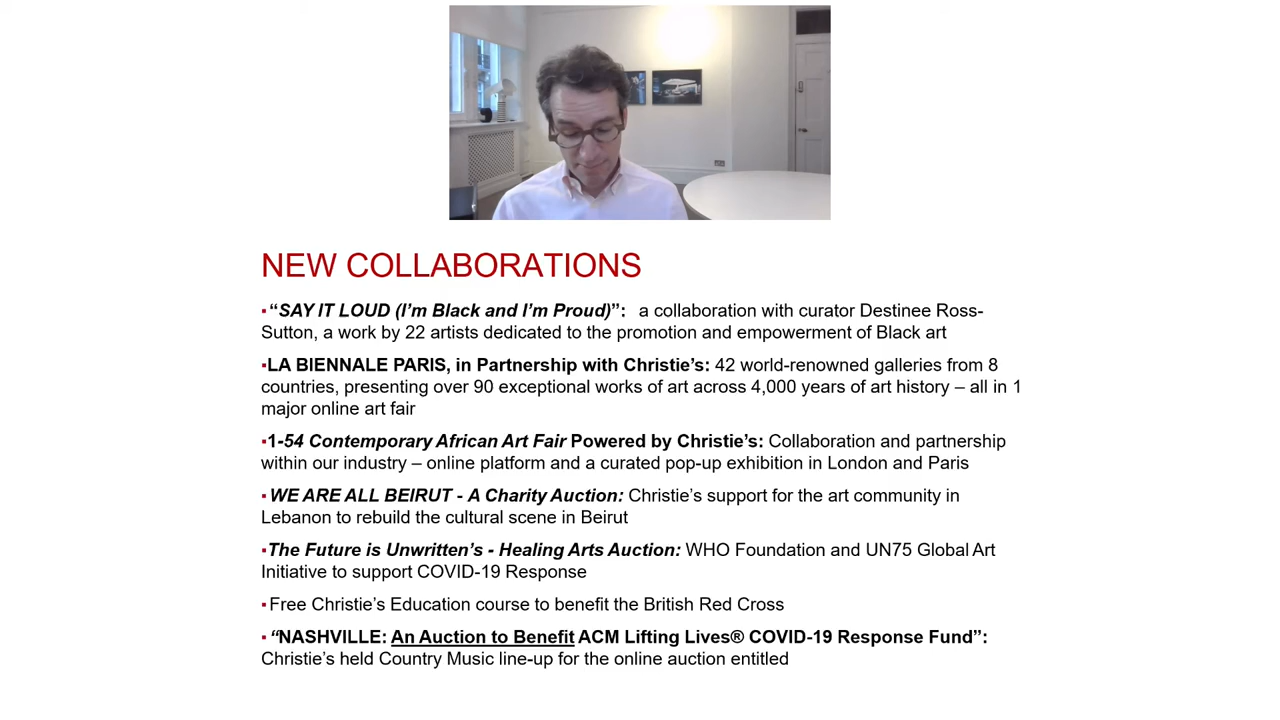 NEW COLLABORATIONS
▪ “SAY IT LOUD (I’m Black and I’m Proud)”: a collaboration with curator Destinee Ross-
Sutton, a work by 22 artists dedicated to the promotion and empowerment of Black art
▪LA BIENNALE PARIS, in Partnership with Christie’s: 42 world-renowned galleries from 8
countries, presenting over 90 exceptional works of art across 4,000 years of art history – all in 1
major online art fair
▪1-54 Contemporary African Art Fair Powered by Christie’s: Collaboration and partnership
within our industry – online platform and a curated pop-up exhibition in London and Paris
▪ WE ARE ALL BEIRUT - A Charity Auction: Christie’s support for the art community in
Lebanon to rebuild the cultural scene in Beirut
▪The Future is Unwritten’s - Healing Arts Auction: WHO Foundation and UN75 Global Art
Initiative to support COVID-19 Response
▪ Free Christie’s Education course to benefit the British Red Cross
▪ “NASHVILLE: An Auction to Benefit ACM Lifting Lives® COVID-19 Response Fund”:
Christie’s held Country Music line-up for the online auction entitled